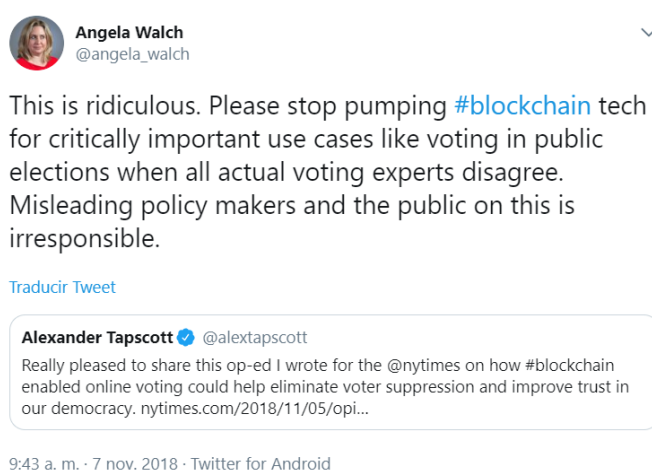 Angela Walch
@angela_walch
This is ridiculous. Please stop pumping #blockchain tech
for critically important use cases like voting in public
elections when all actual voting experts disagree.
Misleading policy makers and the public on this is
irresponsible.
Traducir Tweet
Alexander Tapscott @alextapscott
Really pleased to share this op-ed I wrote for the @nytimes on how #blockchain
enabled online voting could help eliminate voter suppression and improve trust in
our democracy. nytimes.com/2018/11/05/opi...
9:43 a. m. · 7 nov. 2018 · Twitter for Android